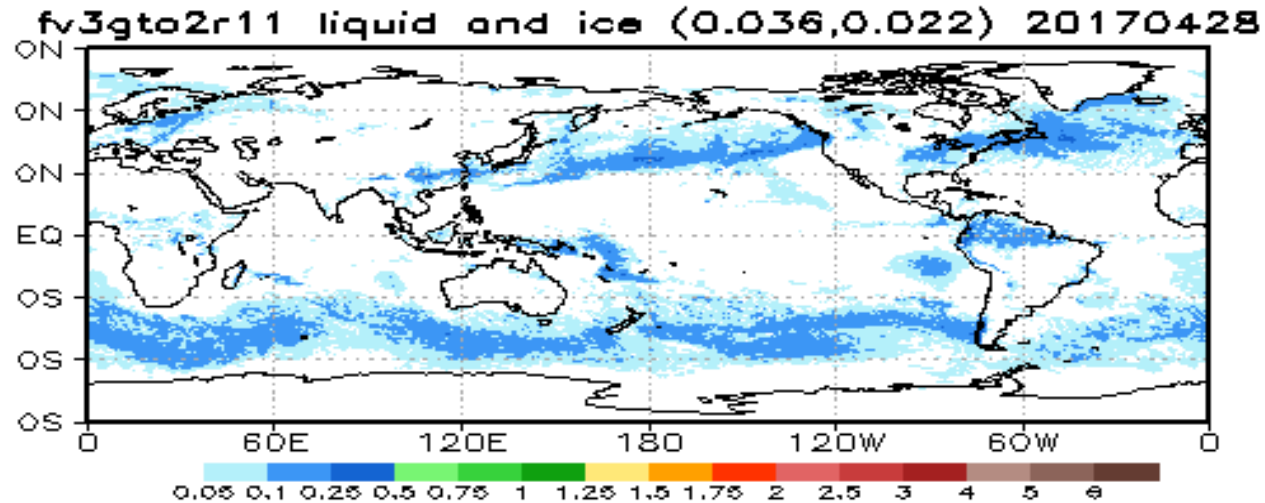 fv3gto2r11 liquid and ice (0.036,0.022) 20170428
0N
0N
0N
EQ
0S
0S
0S
0 60E 120E 180 120W 60W 0
0.05 0.1 0.25 0.5 0.75 1 1.25 1.5 1.75 2 2.5 3 4 5 6